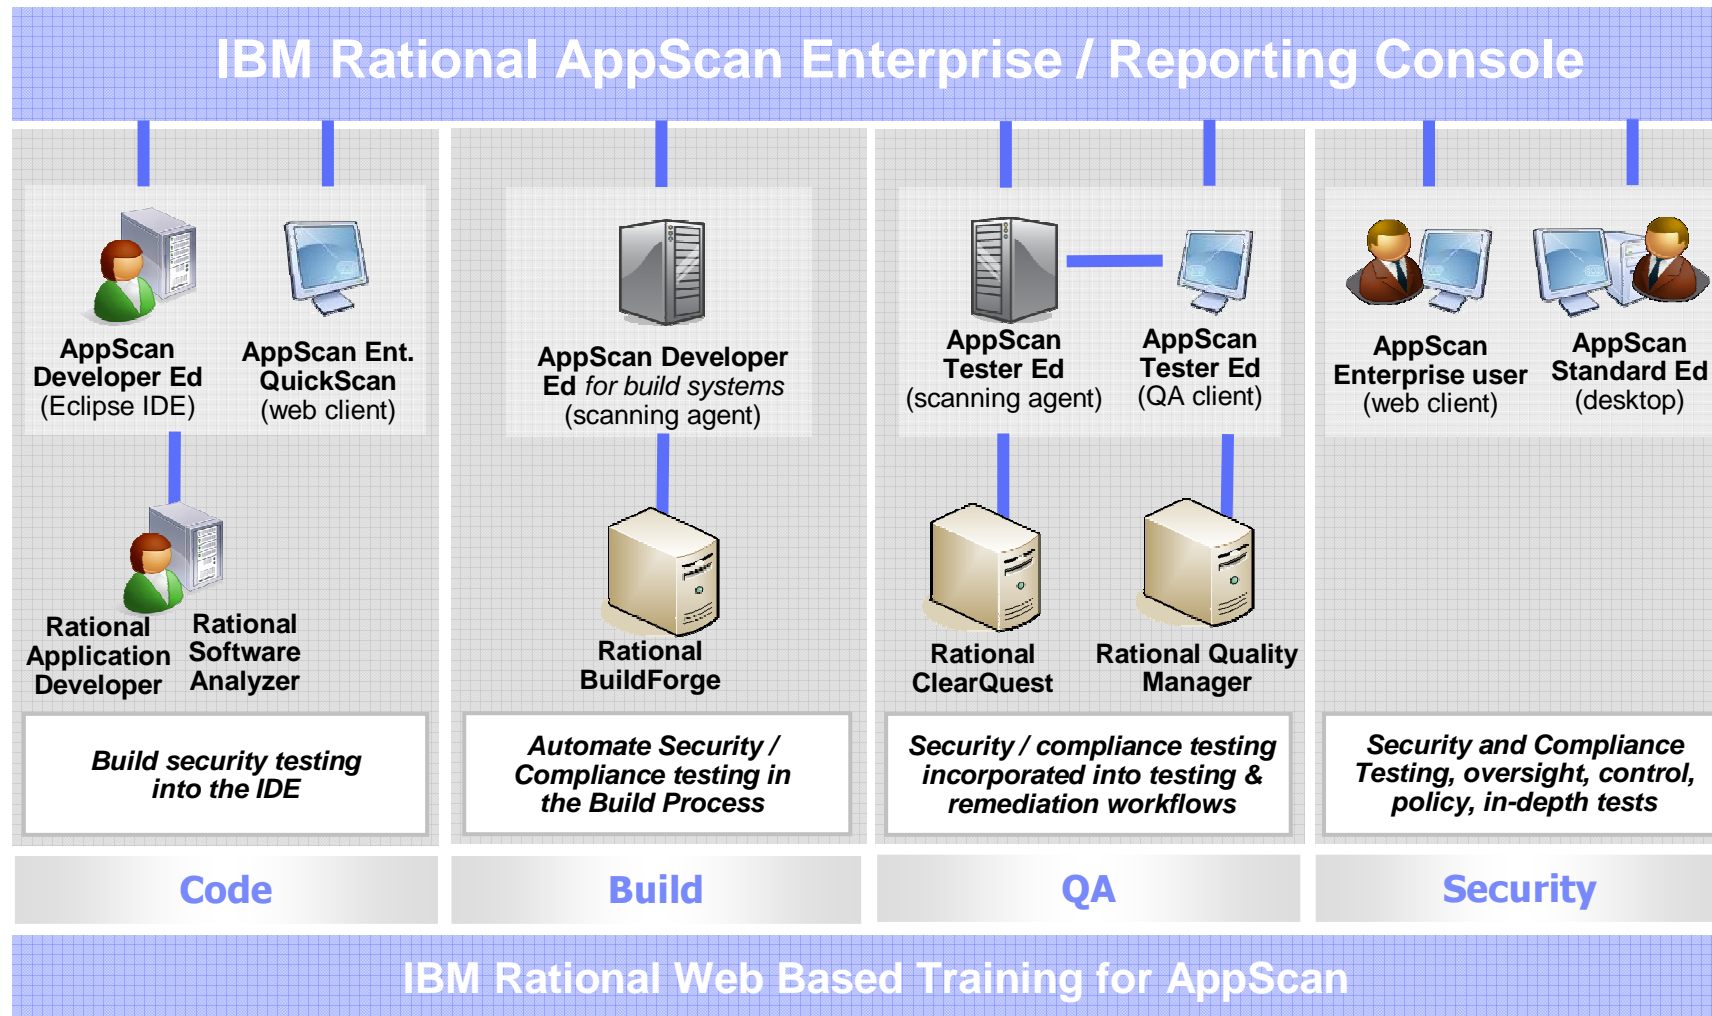 IBM Rational AppScan Enterprise / Reporting Console
AppScan
Developer Ed
(Eclipse IDE)
AppScan Ent.
QuickScan
(web client)
Rational
Application
Developer
Rational
Software
Analyzer
Build security testing
into the IDE
Code
AppScan Developer
Ed for build systems
(scanning agent)
Rational
BuildForge
Automate Security /
Compliance testing in
the Build Process
Build
AppScan
Tester Ed
(scanning agent)
AppScan
Tester Ed
(QA client)
Rational
ClearQuest
Rational Quality
Manager
Security / compliance testing
incorporated into testing &
remediation workflows
QA
AppScan
Enterprise user
(web client)
AppScan
Standard Ed
(desktop)
Security and Compliance
Testing, oversight, control,
policy, in-depth tests
Security
IBM Rational Web Based Training for AppScan